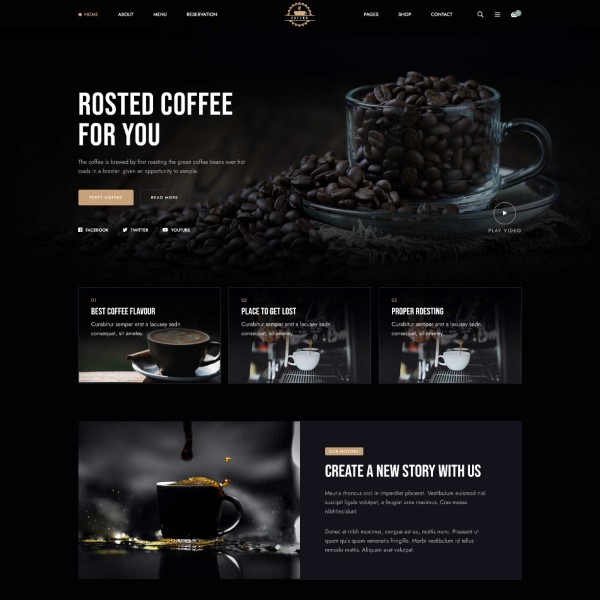 HOME
ABOUT
MENU
RESERVATION
PAGES
SHOP
CONTACT
ROSTED COFFEE
FOR YOU
The coffee is brewed by first roasting the green coffee beans over hot
coals in a brazier. given an opportunity to sample.
TESTY COFFEE
READ MORE
FACEBOOK
TWITTER
YOUTUBE
PLAY VIDEO
01
BEST COFFEE FLAVOUR
Curabitur semper erat a lacusey sedn
consequat, sit ametey.
02
PLACE TO GET LOST
Curabitur semper erat a lacusey sedn
consequat, sit ametey.
03
PROPER ROESTING
Curabitur semper erat a lacusey sedn
consequat, sit ametey.
OUR HISTORY
CREATE A NEW STORY WITH US
Mauris rhoncus orci in imperdiet placerat. Vestibulum euismod nisl
suscipit ligula volutpat, a feugiat urna maximus. Cras massa
nibhtincidunt.
Donec et nibh maximus, congue est eu, mattis nunc. Praesent ut
quam quis quam venenatis fringilla. Morbi vestibulum id tellus
mmodo mattis. Aliquam erat volutpat.